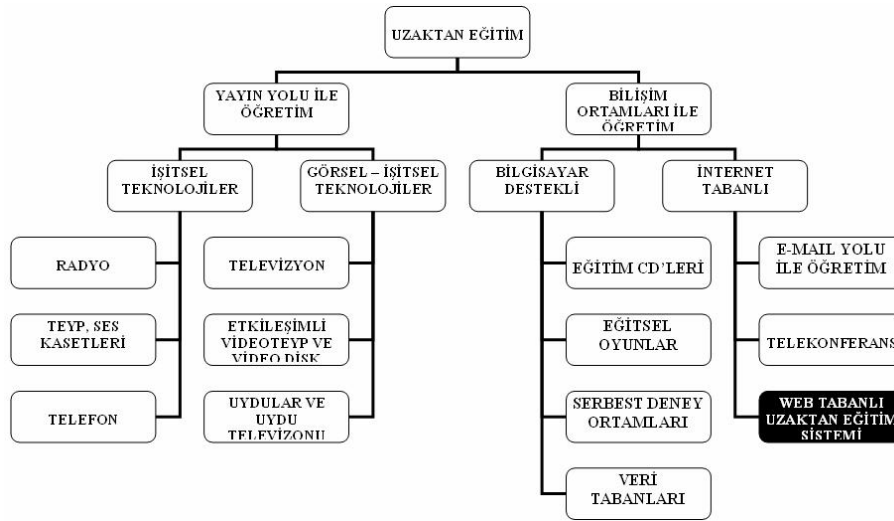 UZAKTAN EĞİTİM
YAYIN YOLU İLE
ÖĞRETİM
BİLİŞİM
ORTAMLARI İLE
ÖĞRETİM
İŞİTSEL
TEKNOLOJİLER
GÖRSEL – İŞİTSEL
TEKNOLOJİLER
BİLGİSAYAR
DESTEKLİ
İNTERNET
TABANLI
RADYO
TEYP, SES
KASETLERİ
TELEFON
TELEVİZYON
ETKİLEŞİMLİ
VİDEOTEYP VE
VİDEO DİSK
UYDULAR VE
UYDU
TELEVİZONU
EĞİTİM CD'LERİ
EĞİTSEL
OYUNLAR
SERBEST DENEY
ORTAMLARI
VERİ
TABANLARI
E-MAIL YOLU
İLE ÖĞRETİM
TELEKONFERANS
WEB TABANLI
UZAKTAN EĞİTİM
SİSTEMİ